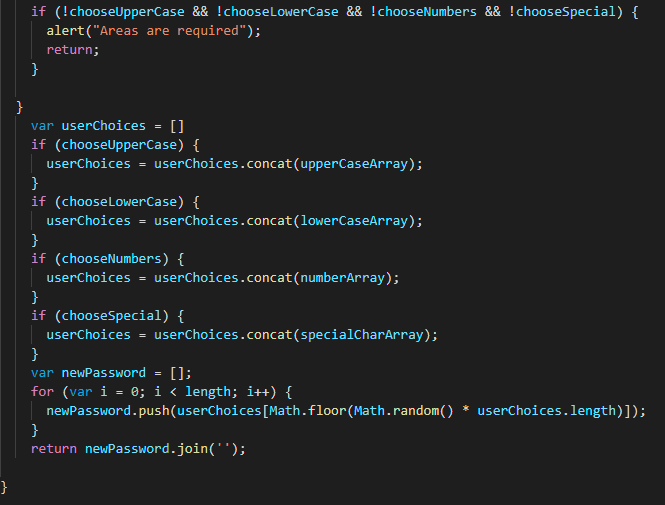 if (!chooseUpperCase && !chooseLowerCase && !chooseNumbers && !chooseSpecial) {
alert("Areas are required");
return;
}
}
var userChoices = []
if (chooseUpperCase) {
userChoices = userChoices.concat(upperCaseArray);
}
if (chooseLowerCase) {
userChoices = userChoices.concat(lowerCaseArray);
}
if (chooseNumbers) {
userChoices = userChoices.concat(numberArray);
}
if (chooseSpecial) {
userChoices = userChoices.concat(specialCharArray);
}
var newPassword = [];
for (var i = 0; i < length; i++) {
newPassword.push(userChoices[Math.floor(Math.random() * userChoices.length)]);
}
return newPassword.join('');
}